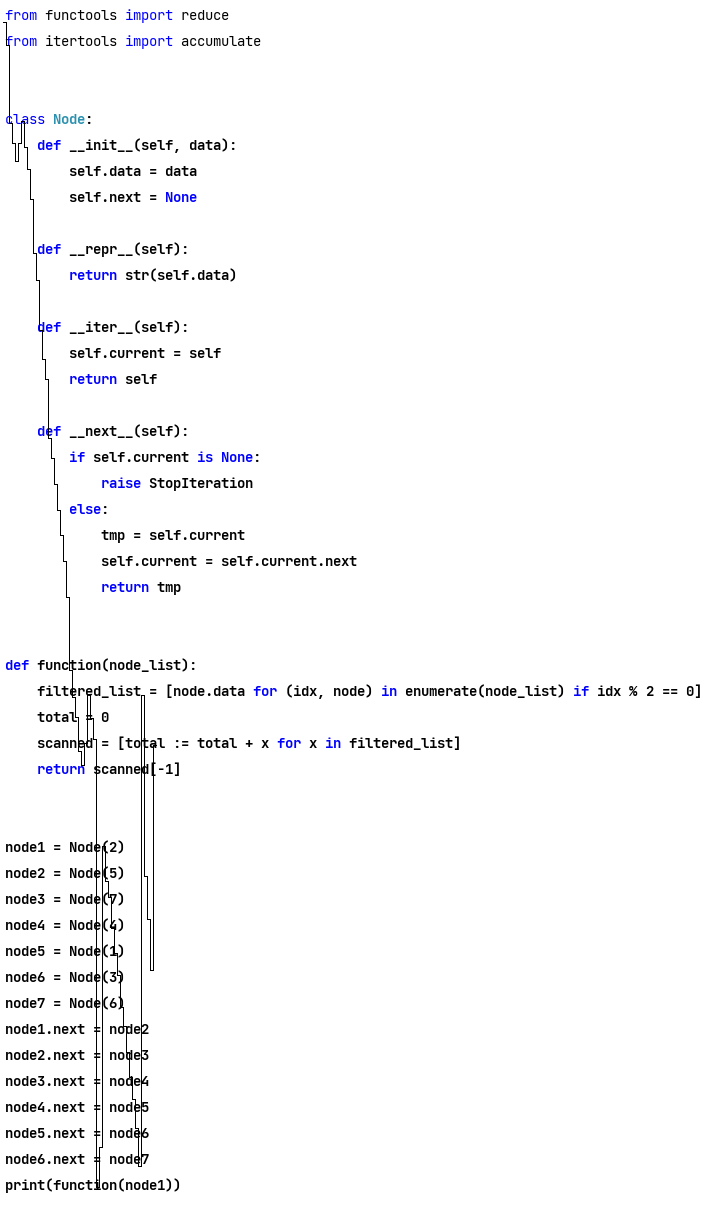 from functools import reduce
from itertools import accumulate
class Node:
    def __init__(self, data):
        self.data = data
        self.next = None
    def __repr__(self):
        return str(self.data)
    def __iter__(self):
        self.current = self
        return self
    def __next__(self):
        if self.current is None:
            raise StopIteration
        else:
            tmp = self.current
            self.current = self.current.next
            return tmp
def function(node_list):
    filtered_list = [node.data for (idx, node) in enumerate(node_list) if idx % 2 == 0]
    total = 0
    scanned = [total := total + x for x in filtered_list]
    return scanned[-1]
node1 = Node(2)
node2 = Node(5)
node3 = Node(7)
node4 = Node(4)
node5 = Node(1)
node6 = Node(3)
node7 = Node(6)
node1.next = node2
node2.next = node3
node3.next = node4
node4.next = node5
node5.next = node6
node6.next = node7
print(function(node1))